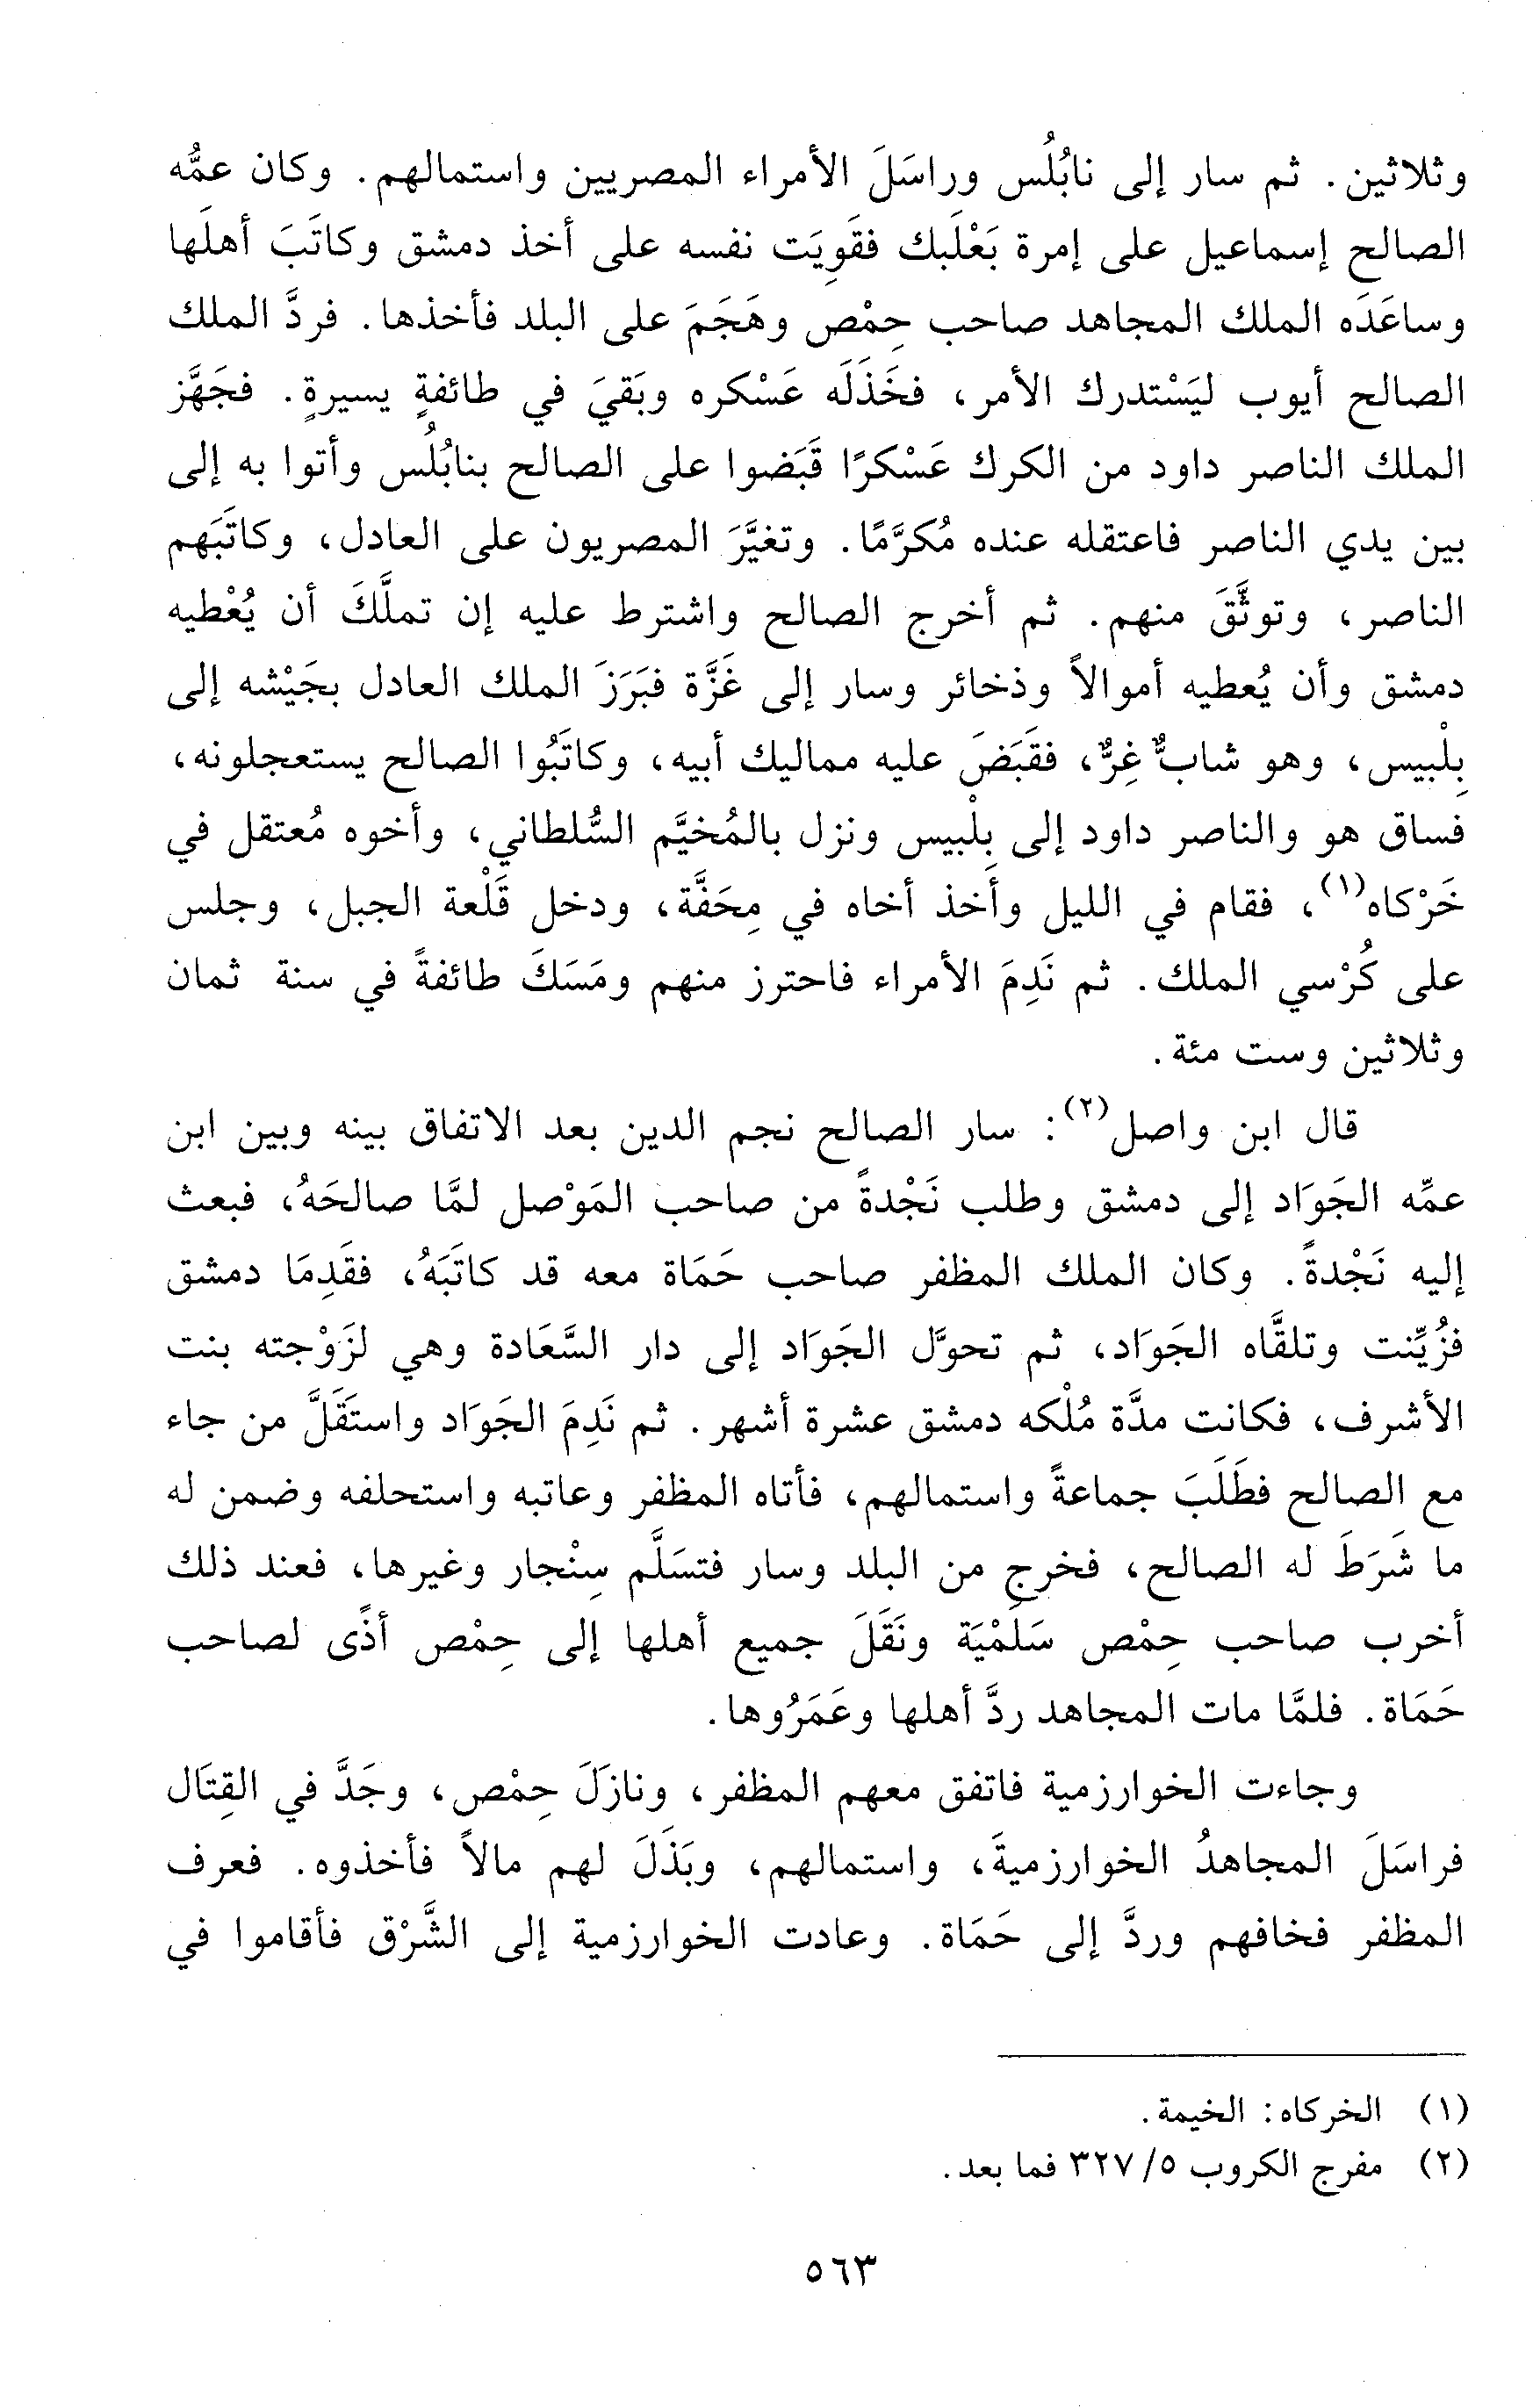 وثلاثين. ثم سار إلى نابُلُس وراسَلَ الأمراء المصريين واستمالهم. وكان عمُّه
الصالح إسماعيل على إمرة بَعْلَبك فقَوِيَت نفسه على أخذ دمشق وكاتَبَ أهلَها
وساعَدَه الملك المجاهد صاحب حِمْص وهَجَمَ على البلد فأخذها. فردَّ الملك
الصالح أيوب ليَسْتدرك الأمر، فخَذَلَه عَسْكره وبَقيَ في طائفةٍ يسيرةٍ. فجَهَّز
الملك الناصر داود من الكرك عَسْكرًا قَبَضوا على الصالح بنابُلُس وأتوا به إلى
بين يدي الناصر فاعتقله عنده مُكرَّمًا. وتغيَّرَ المصريون على العادل، وكاتَبَهم
الناصر، وتوثَّقَ منهم. ثم أخرج الصالح واشترط عليه إن تملَّكَ أن يُعْطيه
دمشق وأن يُعطيه أموالاً وذخائر وسار إلى غَزَّة فبَرَزَ الملك العادل بجَيْشه إلى
بِلْبيس، وهو شابٌّ غِرٌّ، فقَبَضَ عليه مماليك أبيه، وكاتَبُوا الصالح يستعجلونه،
فساق هو والناصر داود إلى بِلْبيس ونزل بالمُخيَّم السُّلطاني، وأخوه مُعتقل في
خَرْكاه(١)، فقام في الليل وأخذ أخاه في مِحَفَّة، ودخل قَلْعة الجبل، وجلس
على كُرْسي الملك. ثم نَدِمَ الأمراء فاحترز منهم ومَسَكَ طائفةً في سنة ثمان
وثلاثين وست مئة.
قال ابن واصل(٢): سار الصالح نجم الدين بعد الاتفاق بينه وبين ابن
عمِّه الجَوَاد إلى دمشق وطلب نَجْدةً من صاحب المَوْصل لمَّا صالحَهُ، فبعث
إليه نَجْدةً. وكان الملك المظفر صاحب حَمَاة معه قد كاتَبَهُ، فقَدِمَا دمشق
فزُيِّنت وتلقَّاه الجَوَاد، ثم تحوَّل الجَوَاد إلى دار السَّعَادة وهي لزَوْجته بنت
الأشرف، فكانت مدَّة مُلْكه دمشق عشرة أشهر. ثم نَدِمَ الجَوَاد واستَقَلَّ من جاء
مع الصالح فطَلَبَ جماعةً واستمالهم، فأتاه المظفر وعاتبه واستحلفه وضمن له
ما شَرَطَ له الصالح، فخرج من البلد وسار فتسَلَّم سِنْجار وغيرها، فعند ذلك
أخرب صاحب حِمْص سَلَمْيَة ونَقَلَ جميع أهلها إلى حِمْص أذًى لصاحب
حَمَاة. فلمَّا مات المجاهد ردَّ أهلها وعَمَرُوها.
وجاءت الخوارزمية فاتفق معهم المظفر، ونازَلَ حِمْص، وجَدَّ في القِتَال
فراسَلَ المجاهدُ الخوارزميةَ، واستمالهم، وبَذَلَ لهم مالاً فأخذوه. فعرف
المظفر فخافهم وردَّ إلى حَمَاة. وعادت الخوارزمية إلى الشَّرْق فأقاموا في
(١) الخركاه: الخيمة.
(٢) مفرج الكروب ٥/ ٣٢٧ فما بعد.
٥٦٣